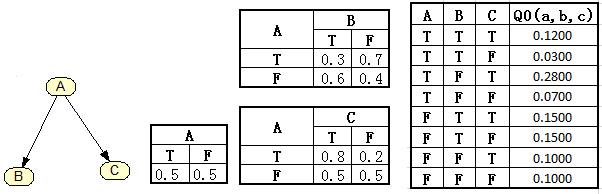 A
B
C
A
T F
0.5 0.5
A B
T F
T 0.3 0.7
F 0.6 0.4
A C
T F
T 0.8 0.2
F 0.5 0.5
A B C Q0(a,b,c)
T T T 0.1200
T T F 0.0300
T F T 0.2800
T F F 0.0700
F T T 0.1500
F T F 0.1500
F F T 0.1000
F F F 0.1000